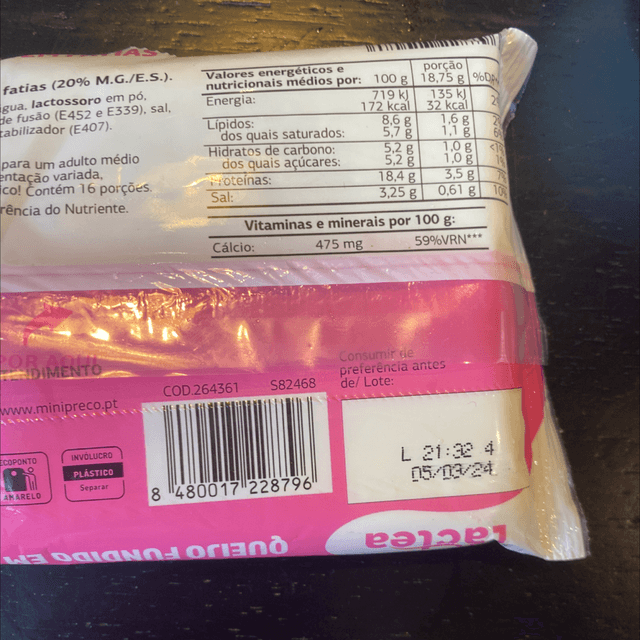 fatias (20% M.G./E.S.).
água, lactossoro em pó,
de fusão (E452 e E339), sal,
tabilizador (E407).
para um adulto médio
entação variada,
ico! Contém 16 porções.
rência do Nutriente.
Valores energéticos e nutricionais médios por: 100 g porção 18,75 g
Energia: 719 kJ 135 kJ
172 kcal 32 kcal
Lípidos: 8,6 g 1,6 g
dos quais saturados: 5,7 g 1,1 g
Hidratos de carbono: 5,2 g 1,0 g
dos quais açúcares: 5,2 g 1,0 g
Proteínas: 18,4 g 3,5 g
Sal: 3,25 g 0,61 g
Vitaminas e minerais por 100 g:
Cálcio: 475 mg 59%VRN***
POR AQUI
DIMENTO
www.minipreco.pt
COD.264361 S82468
Consumir de
preferência antes
de/ Lote:
L 21:32 4
05/03/24
8 480017 228796
ECOPONTO
AMARELO
INVÓLUCRO
PLÁSTICO
Separar
QUEIJO FUNDIDO EM
Láctea